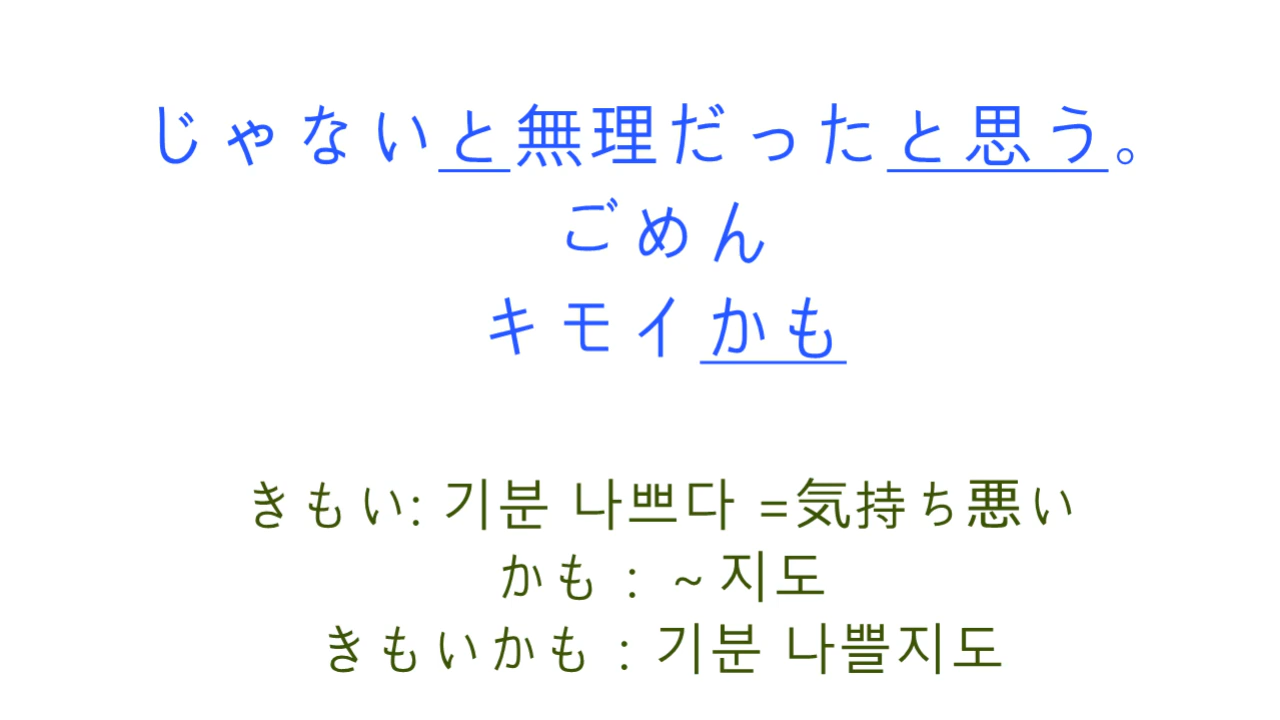 じゃないと無理だったと思う。
ごめん
キモイかも
きもい: 기분 나쁘다 =気持ち悪い
かも : ~지도
きもいかも : 기분 나쁠지도